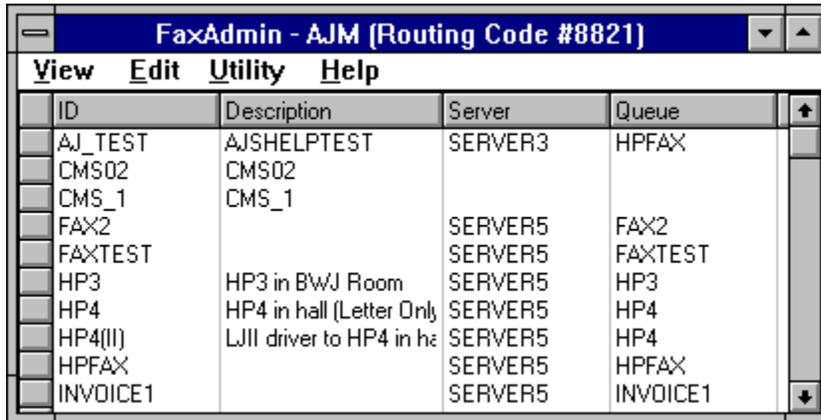 FaxAdmin - AJM (Routing Code #8821)
View Edit Utility Help
ID Description Server Queue
AJ_TEST AJSHELPTEST SERVER3 HPFAX
CMS02 CMS02
CMS_1 CMS_1
FAX2 SERVER5 FAX2
FAXTEST SERVER5 FAXTEST
HP3 HP3 in BWJ Room SERVER5 HP3
HP4 HP4 in hall (Letter Only SERVER5 HP4
HP4(II) LJII driver to HP4 in ha SERVER5 HP4
HPFAX SERVER5 HPFAX
INVOICE1 SERVER5 INVOICE1